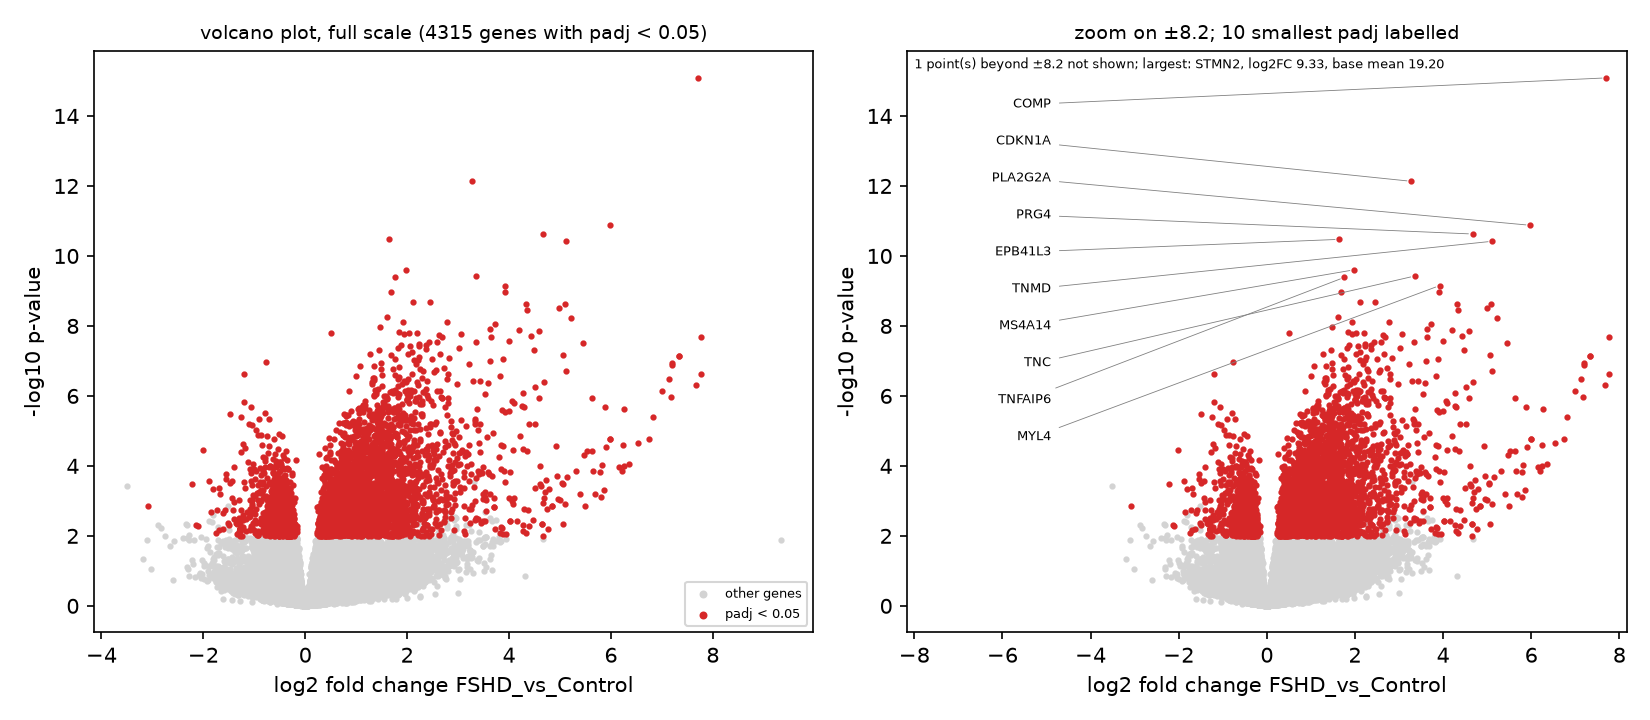 volcano plot, full scale (4315 genes with padj < 0.05)
-log10 p-value
14
12
10
8
6
4
2
0
−4
−2
0
2
4
6
8
log2 fold change FSHD_vs_Control
other genes
padj < 0.05
zoom on ±8.2; 10 smallest padj labelled
1 point(s) beyond ±8.2 not shown; largest: STMN2, log2FC 9.33, base mean 19.20
COMP
CDKN1A
PLA2G2A
PRG4
EPB41L3
TNMD
MS4A14
TNC
TNFAIP6
MYL4
-log10 p-value
14
12
10
8
6
4
2
0
−8
−6
−4
−2
0
2
4
6
8
log2 fold change FSHD_vs_Control